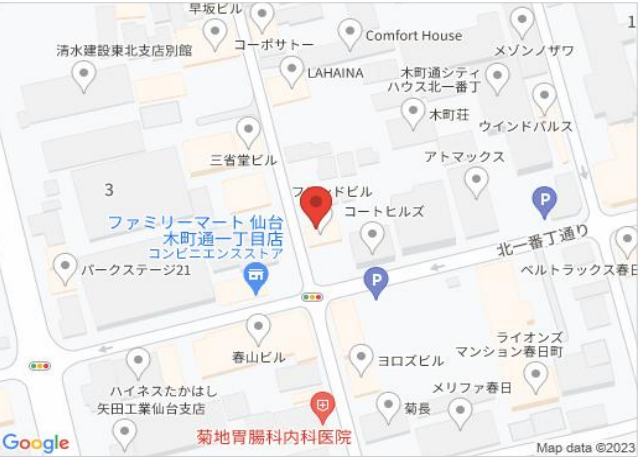 早坂ビル
コーポサトー
Comfort House
清水建設東北支店別館
メゾンノザワ
1
LAHAINA
木町通シティ
ハウス北一番丁
木町荘
ウインドバルス
三省堂ビル
アトマックス
3
コートヒルズ
ファミリーマート 仙台
木町通一丁目店
コンビニエンスストア
P
北一番丁通り
パークステージ21
P
ベルトラックス春日
春山ビル
ヨロズビル
ライオンズ
マンション春日町
ハイネスたかはし
矢田工業仙台支店
メリファ春日
菊長
菊地胃腸科内科医院
Google
Map data ©2023